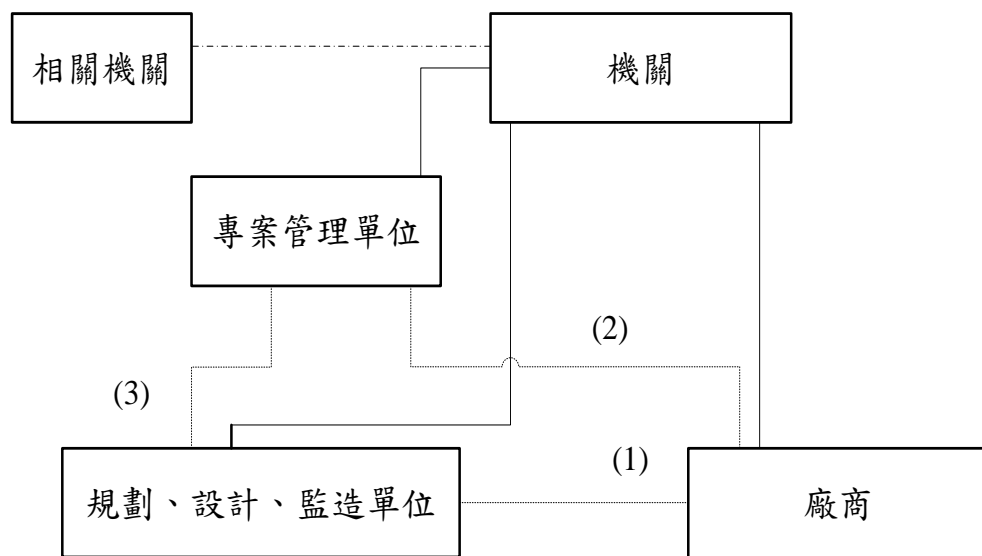 相關機關
機關
專案管理單位
(2)
(3)
(1)
規劃、設計、監造單位
廠商